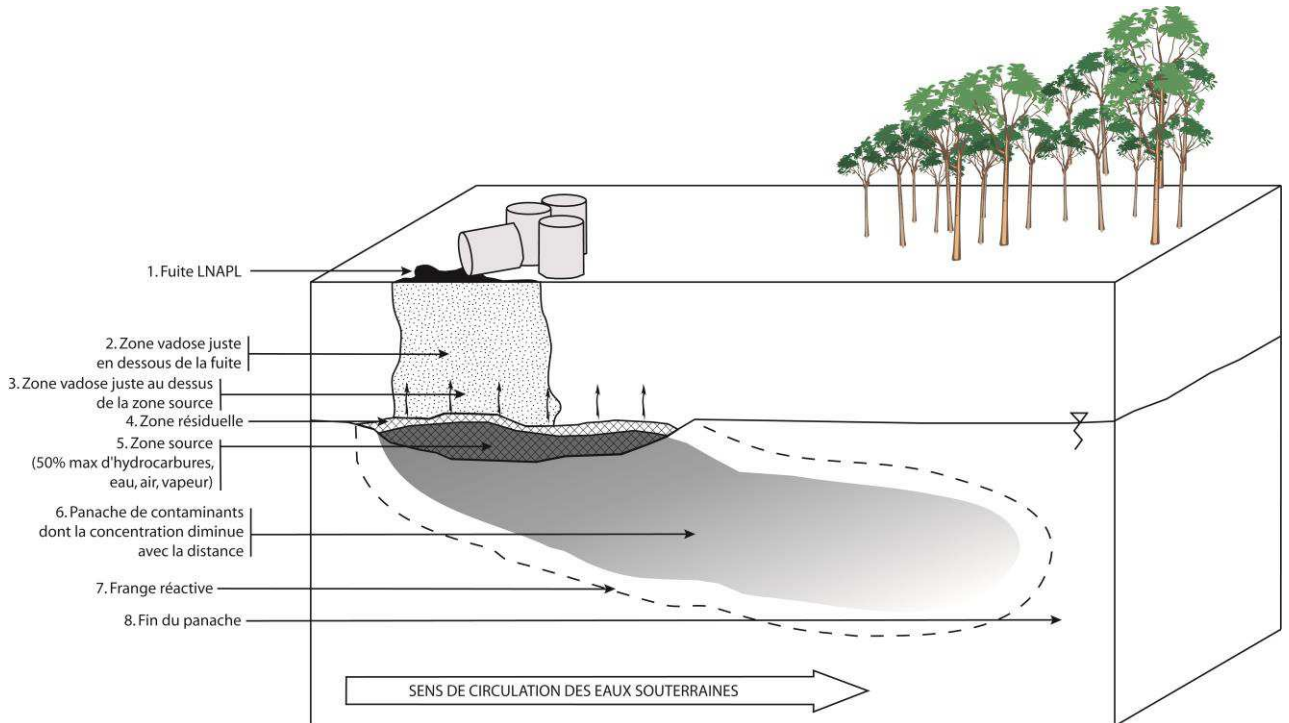 1. Fuite LNAPL
2. Zone vadose juste
en dessous de la fuite
3. Zone vadose juste au dessus
de la zone source
4. Zone résiduelle
5. Zone source
(50% max d'hydrocarbures,
eau, air, vapeur)
6. Panache de contaminants
dont la concentration diminue
avec la distance
7. Frange réactive
8. Fin du panache
SENS DE CIRCULATION DES EAUX SOUTERRAINES